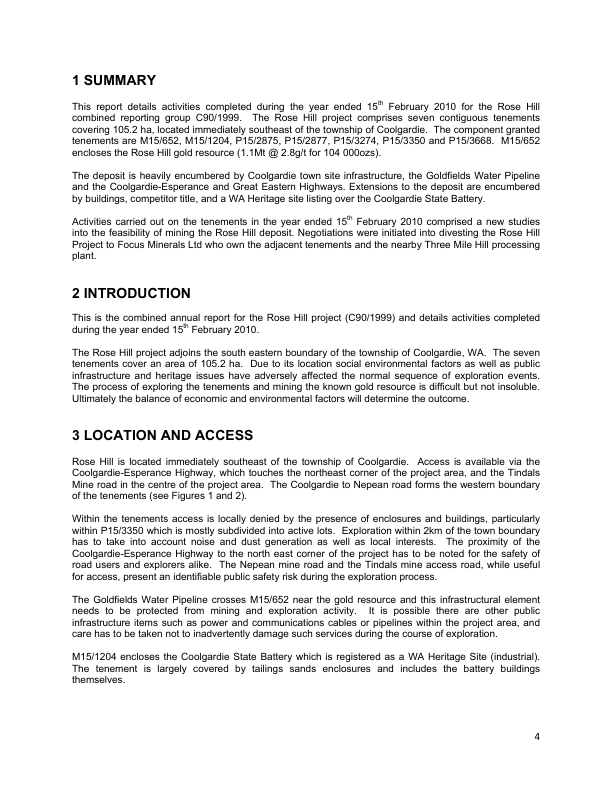 1 SUMMARY
This report details activities completed during the year ended 15th February 2010 for the Rose Hill
combined reporting group C90/1999.  The Rose Hill project comprises seven contiguous tenements
covering 105.2 ha, located immediately southeast of the township of Coolgardie.  The component granted
tenements are M15/652, M15/1204, P15/2875, P15/2877, P15/3274, P15/3350 and P15/3668.  M15/652
encloses the Rose Hill gold resource (1.1Mt @ 2.8g/t for 104 000ozs).
The deposit is heavily encumbered by Coolgardie town site infrastructure, the Goldfields Water Pipeline
and the Coolgardie-Esperance and Great Eastern Highways. Extensions to the deposit are encumbered
by buildings, competitor title, and a WA Heritage site listing over the Coolgardie State Battery.
Activities carried out on the tenements in the year ended 15th February 2010 comprised a new studies
into the feasibility of mining the Rose Hill deposit. Negotiations were initiated into divesting the Rose Hill
Project to Focus Minerals Ltd who own the adjacent tenements and the nearby Three Mile Hill processing
plant.
2 INTRODUCTION
This is the combined annual report for the Rose Hill project (C90/1999) and details activities completed
during the year ended 15th February 2010.
The Rose Hill project adjoins the south eastern boundary of the township of Coolgardie, WA.  The seven
tenements cover an area of 105.2 ha.  Due to its location social environmental factors as well as public
infrastructure and heritage issues have adversely affected the normal sequence of exploration events.
The process of exploring the tenements and mining the known gold resource is difficult but not insoluble.
Ultimately the balance of economic and environmental factors will determine the outcome.
3 LOCATION AND ACCESS
Rose Hill is located immediately southeast of the township of Coolgardie.  Access is available via the
Coolgardie-Esperance Highway, which touches the northeast corner of the project area, and the Tindals
Mine road in the centre of the project area.  The Coolgardie to Nepean road forms the western boundary
of the tenements (see Figures 1 and 2).
Within the tenements access is locally denied by the presence of enclosures and buildings, particularly
within P15/3350 which is mostly subdivided into active lots.  Exploration within 2km of the town boundary
has to take into account noise and dust generation as well as local interests.  The proximity of the
Coolgardie-Esperance Highway to the north east corner of the project has to be noted for the safety of
road users and explorers alike.  The Nepean mine road and the Tindals mine access road, while useful
for access, present an identifiable public safety risk during the exploration process.
The Goldfields Water Pipeline crosses M15/652 near the gold resource and this infrastructural element
needs to be protected from mining and exploration activity.  It is possible there are other public
infrastructure items such as power and communications cables or pipelines within the project area, and
care has to be taken not to inadvertently damage such services during the course of exploration.
M15/1204 encloses the Coolgardie State Battery which is registered as a WA Heritage Site (industrial).
The tenement is largely covered by tailings sands enclosures and includes the battery buildings
themselves.
4